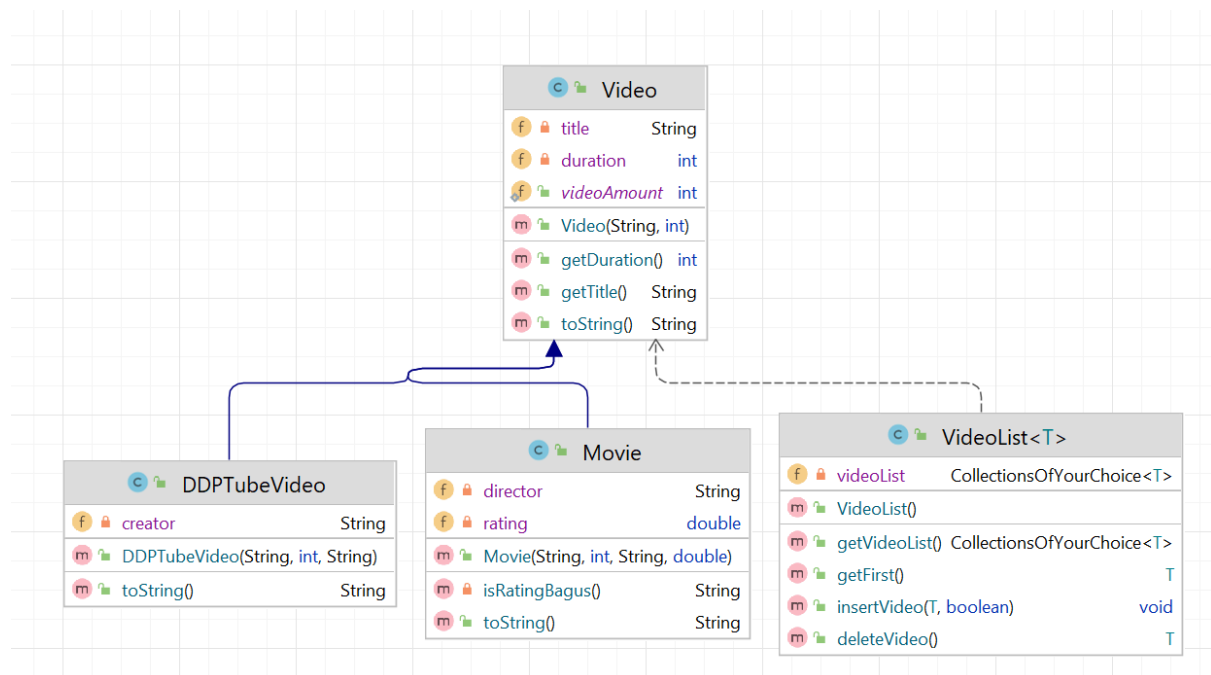 Video
title String
duration int
videoAmount int
Video(String, int)
getDuration() int
getTitle() String
toString() String
DDPTubeVideo
creator String
DDPTubeVideo(String, int, String)
toString() String
Movie
director String
rating double
Movie(String, int, String, double)
isRatingBagus() String
toString() String
VideoList<T>
videoList CollectionsOfYourChoice<T>
VideoList()
getVideoList() CollectionsOfYourChoice<T>
getFirst() T
insertVideo(T, boolean) void
deleteVideo() T